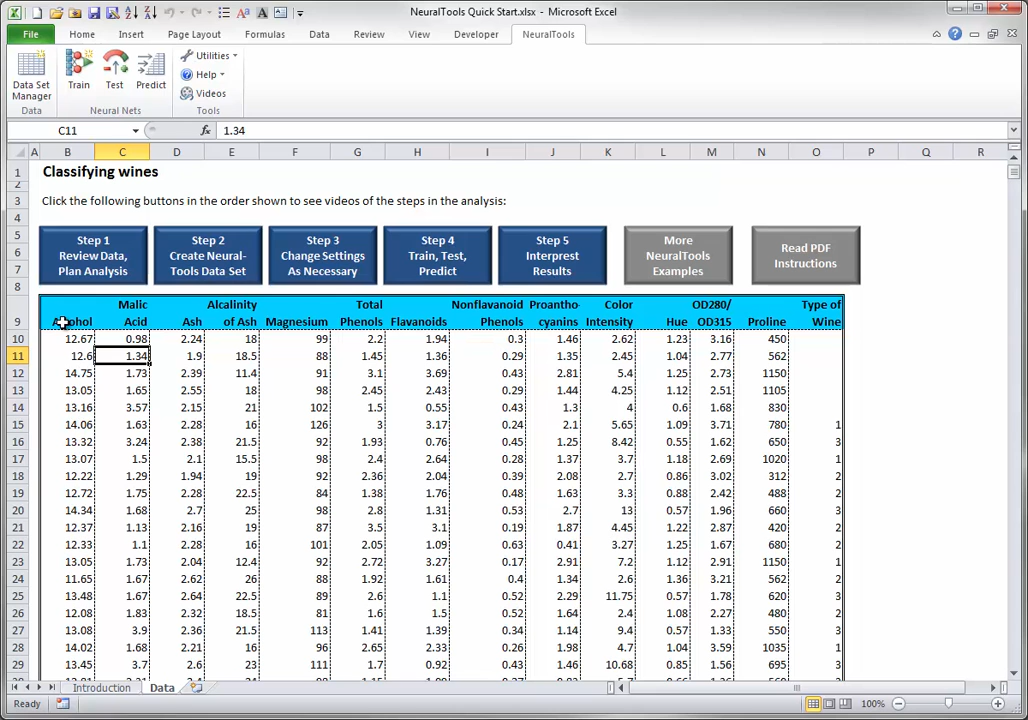 NeuralTools Quick Start.xlsx - Microsoft Excel
File Home Insert Page Layout Formulas Data Review View Developer NeuralTools
Data Set Manager
Train
Test
Predict
Utilities
Help
Videos
Data
Neural Nets
Tools
C11 fx 1.34
A B C D E F G H I J K L M N O P Q R
1 Classifying wines
2
3 Click the following buttons in the order shown to see videos of the steps in the analysis:
4
5
6
7
8
Step 1
Review Data,
Plan Analysis
Step 2
Create Neural-
Tools Data Set
Step 3
Change Settings
As Necessary
Step 4
Train, Test,
Predict
Step 5
Interprest
Results
More
NeuralTools
Examples
Read PDF
Instructions
Malic Alcalinity Total Nonflavanoid Proantho- Color OD280/ Type of
9 Alcohol Acid Ash of Ash Magnesium Phenols Flavanoids Phenols cyanins Intensity Hue OD315 Proline Wine
10 12.67 0.98 2.24 18 99 2.2 1.94 0.3 1.46 2.62 1.23 3.16 450
11 12.6 1.34 1.9 18.5 88 1.45 1.36 0.29 1.35 2.45 1.04 2.77 562
12 14.75 1.73 2.39 11.4 91 3.1 3.69 0.43 2.81 5.4 1.25 2.73 1150
13 13.05 1.65 2.55 18 98 2.45 2.43 0.29 1.44 4.25 1.12 2.51 1105
14 13.16 3.57 2.15 21 102 1.5 0.55 0.43 1.3 4 0.6 1.68 830
15 14.06 1.63 2.28 16 126 3 3.17 0.24 2.1 5.65 1.09 3.71 780 1
16 13.32 3.24 2.38 21.5 92 1.93 0.76 0.45 1.25 8.42 0.55 1.62 650 3
17 13.07 1.5 2.1 15.5 98 2.4 2.64 0.28 1.37 3.7 1.18 2.69 1020 1
18 12.22 1.29 1.94 19 92 2.36 2.04 0.39 2.08 2.7 0.86 3.02 312 2
19 12.72 1.75 2.28 22.5 84 1.38 1.76 0.48 1.63 3.3 0.88 2.42 488 2
20 14.34 1.68 2.7 25 98 2.8 1.31 0.53 2.7 13 0.57 1.96 660 3
21 12.37 1.13 2.16 19 87 3.5 3.1 0.19 1.87 4.45 1.22 2.87 420 2
22 12.33 1.1 2.28 16 101 2.05 1.09 0.63 0.41 3.27 1.25 1.67 680 2
23 13.05 1.73 2.04 12.4 92 2.72 3.27 0.17 2.91 7.2 1.12 2.91 1150 1
24 11.65 1.67 2.62 26 88 1.92 1.61 0.4 1.34 2.6 1.36 3.21 562 2
25 13.48 1.67 2.64 22.5 89 2.6 1.1 0.52 2.29 11.75 0.57 1.78 620 3
26 12.08 1.83 2.32 18.5 81 1.6 1.5 0.52 1.64 2.4 1.08 2.27 480 2
27 13.08 3.9 2.36 21.5 113 1.41 1.39 0.34 1.14 9.4 0.57 1.33 550 3
28 14.02 1.68 2.21 16 96 2.65 2.33 0.26 1.98 4.7 1.04 3.59 1035 1
29 13.45 3.7 2.6 23 111 1.7 0.92 0.43 1.46 10.68 0.85 1.56 695 3
Introduction Data
Ready 100%